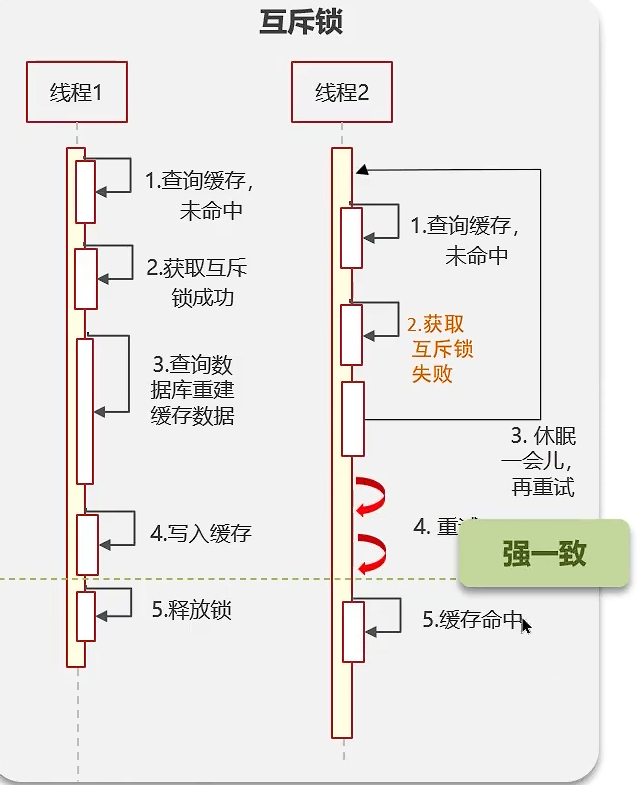 互斥锁
线程1
线程2
1.查询缓存，
未命中
2.获取互斥
锁成功
3.查询数
据库重建
缓存数据
4.写入缓存
5.释放锁
1.查询缓存，
未命中
2.获取
互斥锁
失败
3. 休眠
一会儿，
再重试
4. 重
强一致
5.缓存命中